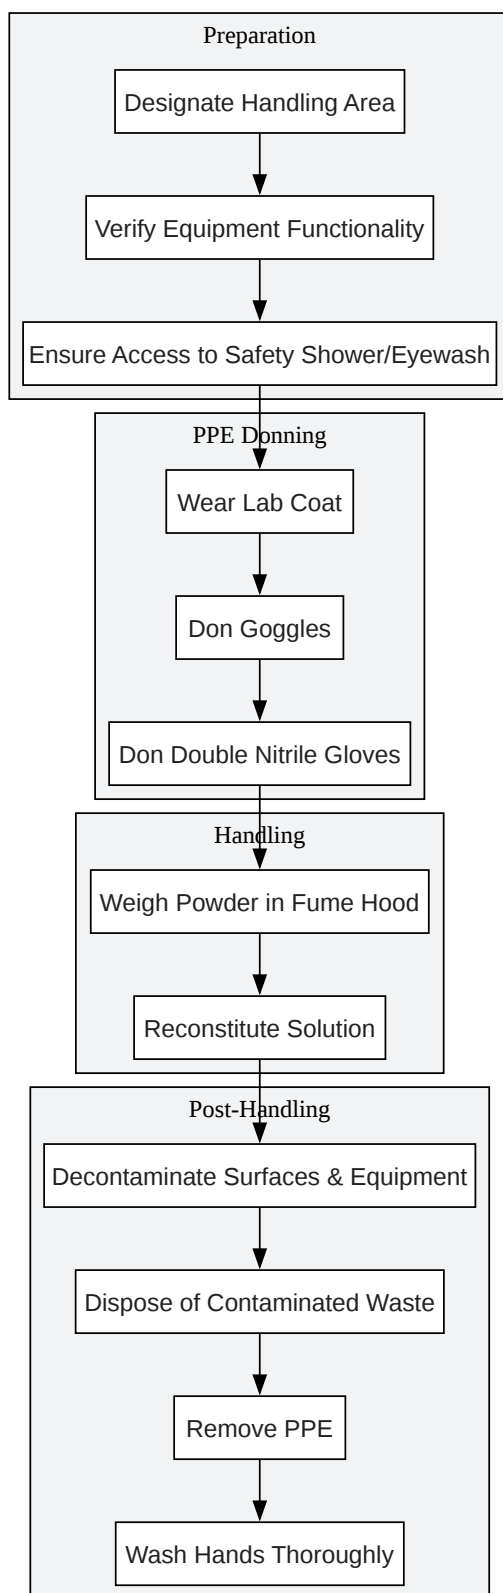 Preparation
Designate Handling Area
Verify Equipment Functionality
Ensure Access to Safety Shower/Eyewash
PPE Donning
Wear Lab Coat
Don Goggles
Don Double Nitrile Gloves
Handling
Weigh Powder in Fume Hood
Reconstitute Solution
Post-Handling
Decontaminate Surfaces & Equipment
Dispose of Contaminated Waste
Remove PPE
Wash Hands Thoroughly